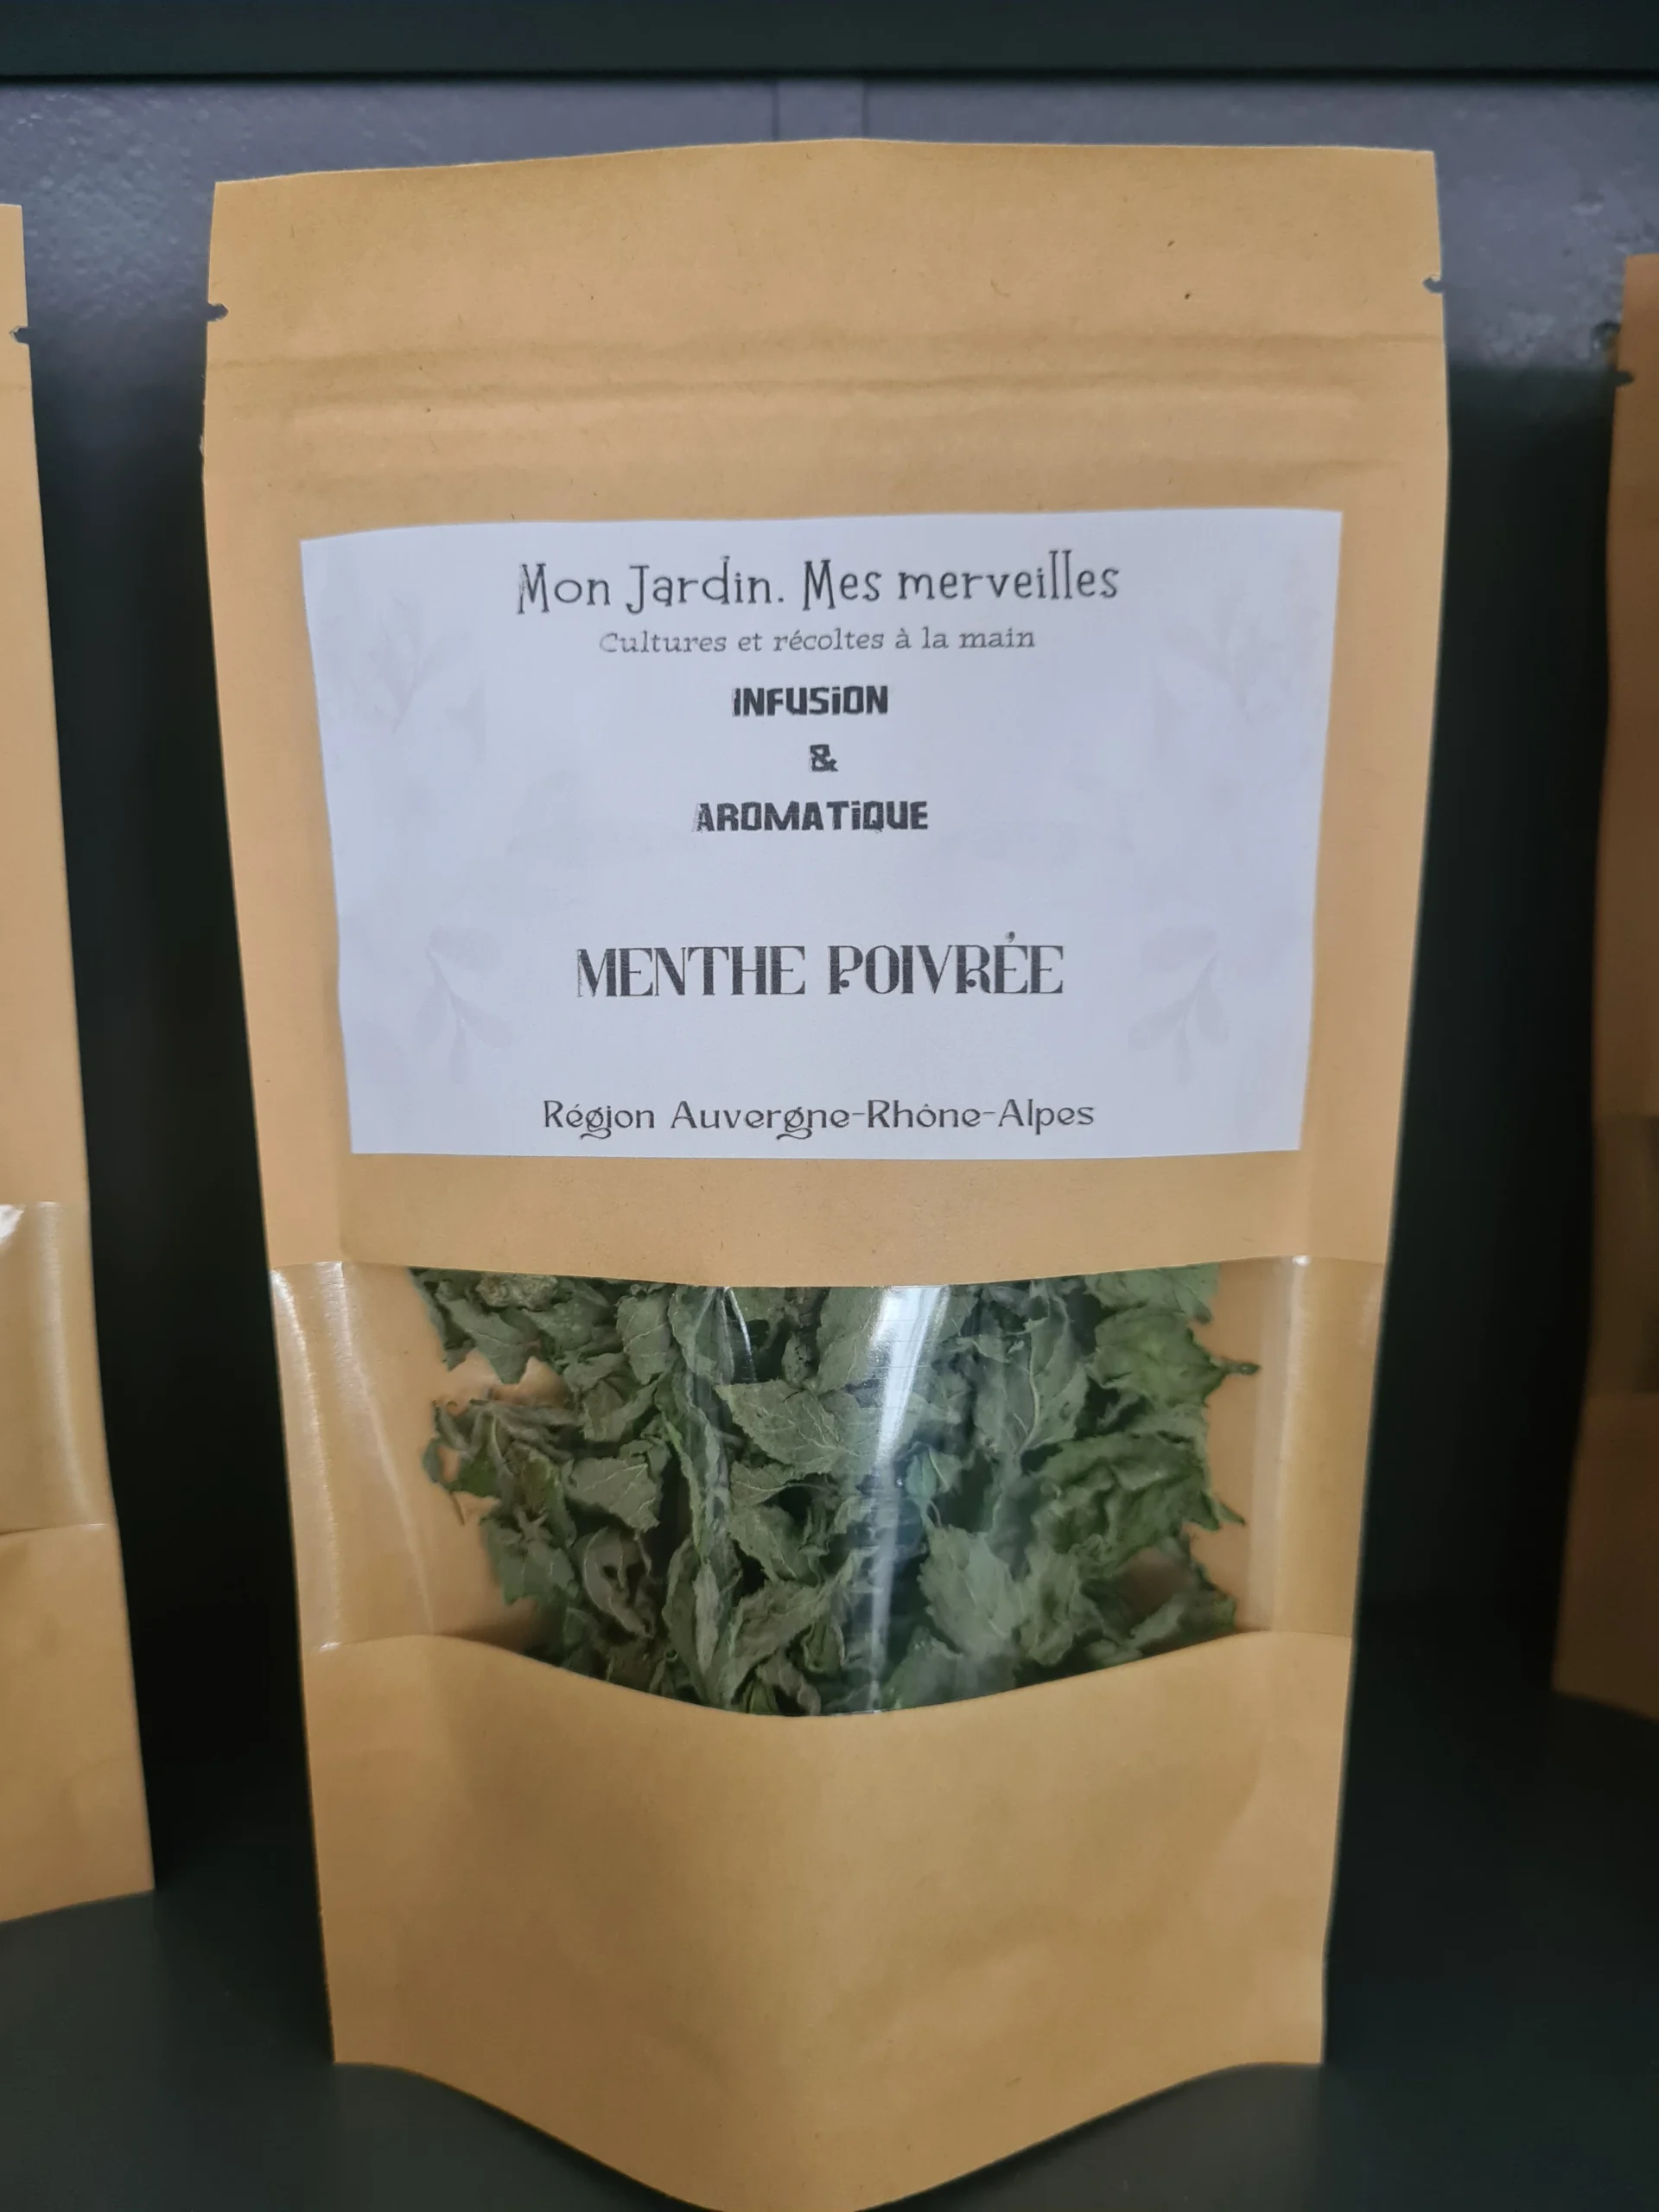 Mon Jardin. Mes merveilles
Cultures et récoltes à la main
INFUSiON
&
AROMATiQUE
MENTHE POIVRÉE
Région Auvergne-Rhône-Alpes